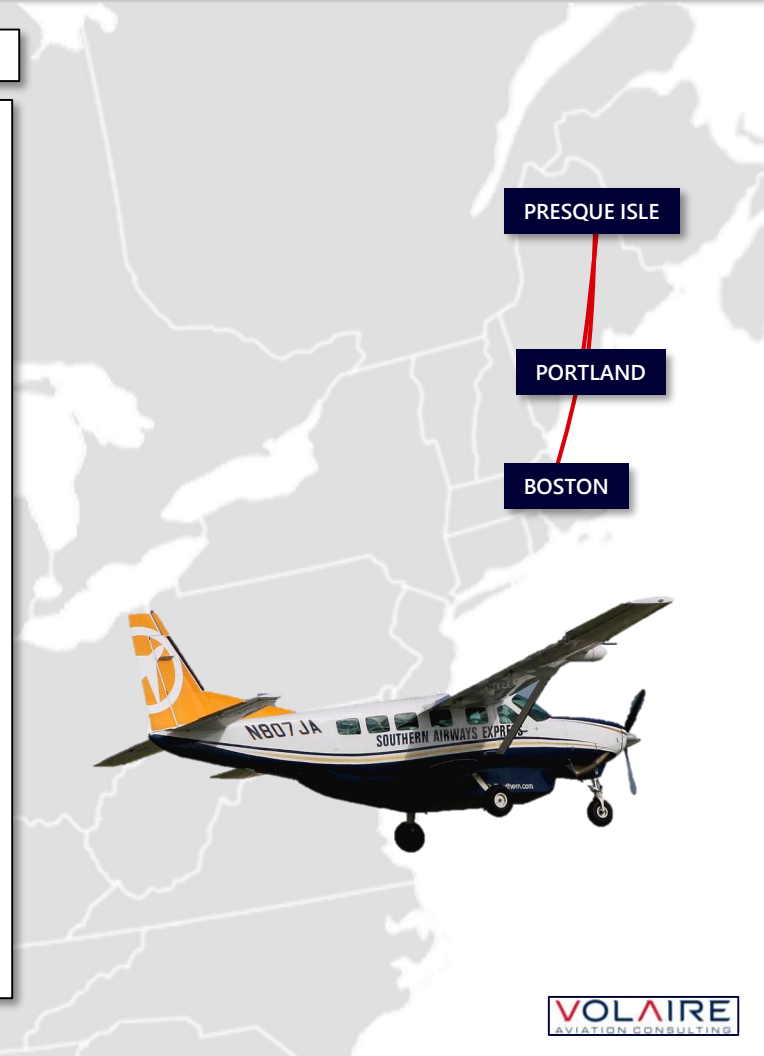 PRESQUE ISLE
PORTLAND
BOSTON
N807JA
SOUTHERN AIRWAYS EXPRESS
VOLAIRE
AVIATION CONSULTING